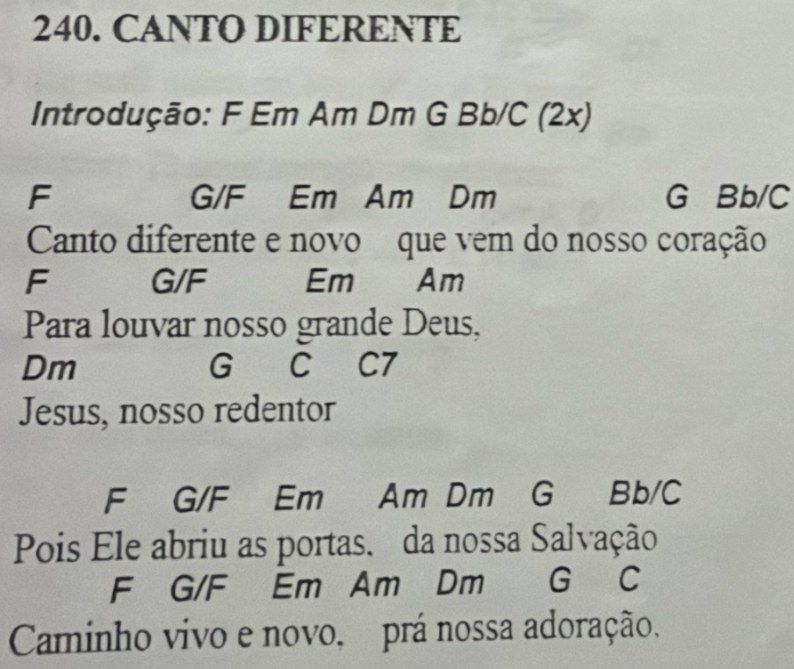 240. CANTO DIFERENTE
Introdução: F Em Am Dm G Bb/C (2x)
F G/F Em Am Dm G Bb/C
Canto diferente e novo que vem do nosso coração
F G/F Em Am
Para louvar nosso grande Deus,
Dm G C C7
Jesus, nosso redentor
F G/F Em Am Dm G Bb/C
Pois Ele abriu as portas, da nossa Salvação
F G/F Em Am Dm G C
Caminho vivo e novo, prá nossa adoração.